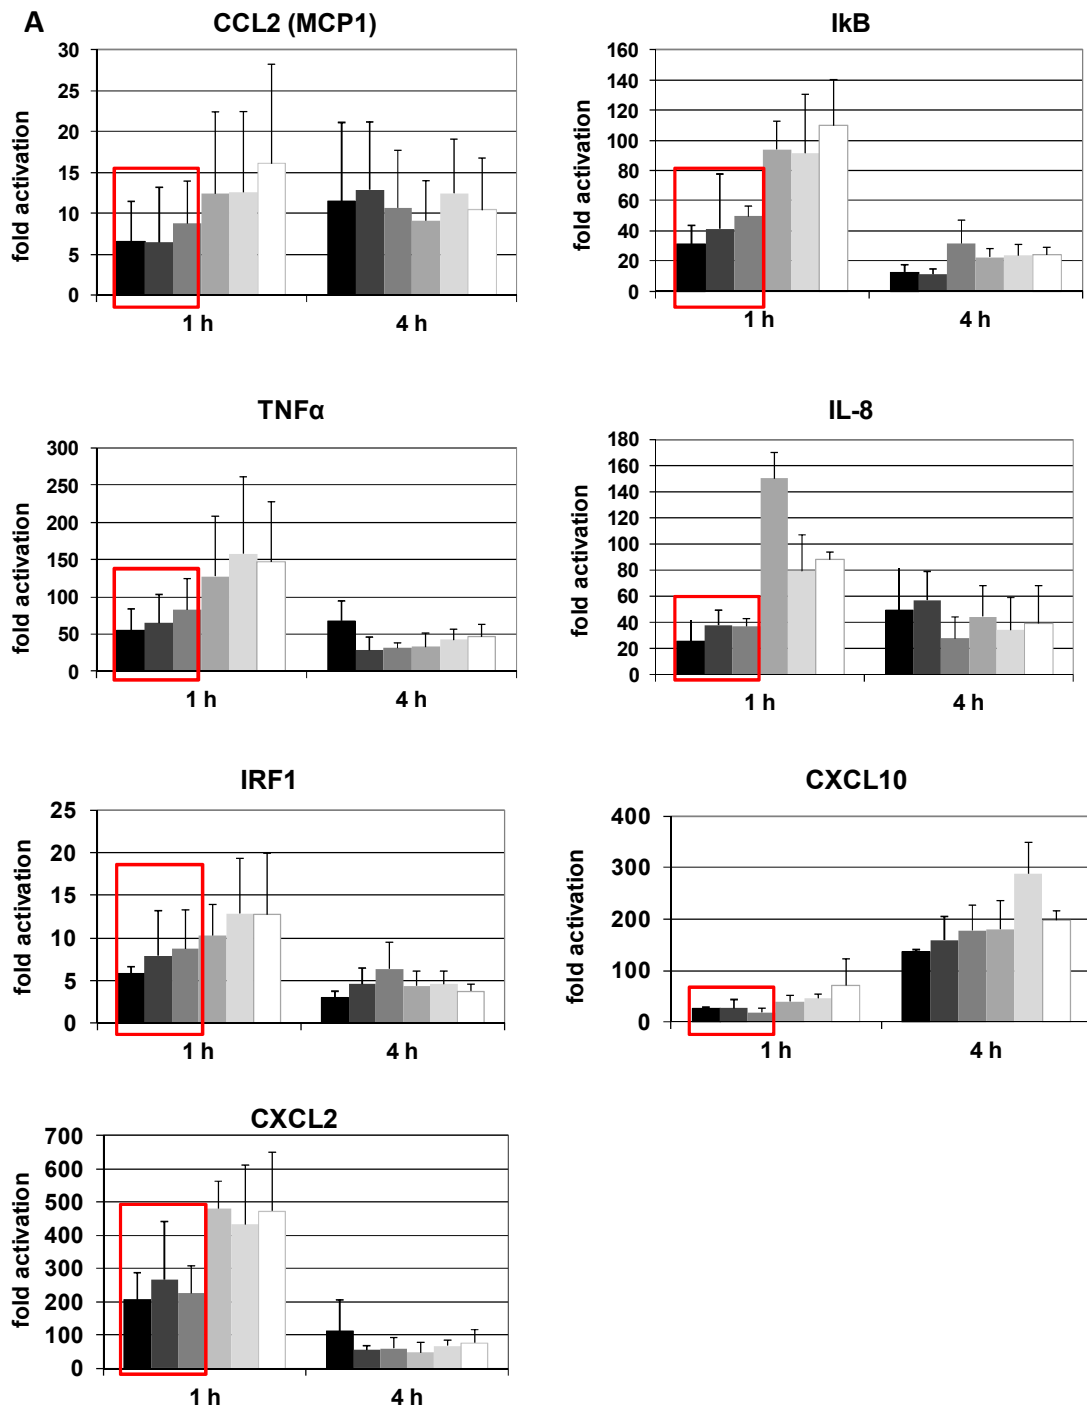 A
CCL2 (MCP1)
fold activation
30
25
20
15
10
5
0
1 h
4 h
IkB
fold activation
160
140
120
100
80
60
40
20
0
1 h
4 h
TNFα
fold activation
300
250
200
150
100
50
0
1 h
4 h
IL-8
fold activation
180
160
140
120
100
80
60
40
20
0
1 h
4 h
IRF1
fold activation
25
20
15
10
5
0
1 h
4 h
CXCL10
fold activation
400
300
200
100
0
1 h
4 h
CXCL2
fold activation
700
600
500
400
300
200
100
0
1 h
4 h